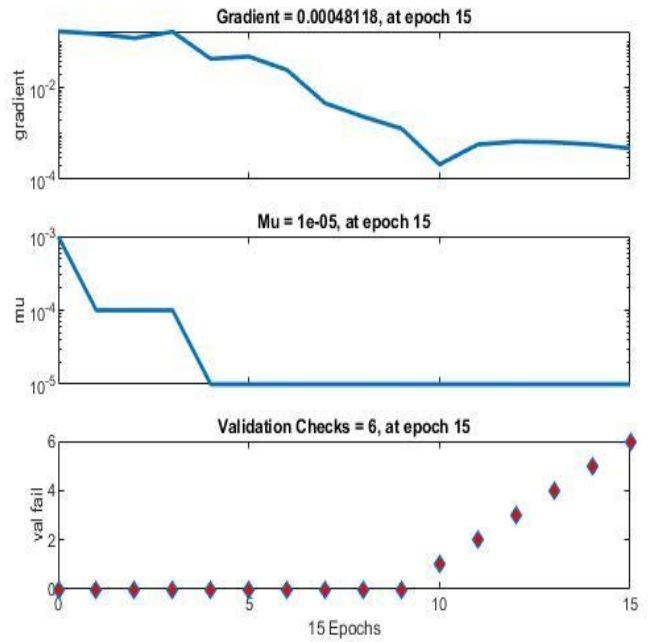 Gradient = 0.00048118, at epoch 15
gradient
10-2
10-4
Mu = 1e-05, at epoch 15
mu
10-3
10-4
10-5
Validation Checks = 6, at epoch 15
val fail
6
4
2
0
0 5 10 15
15 Epochs